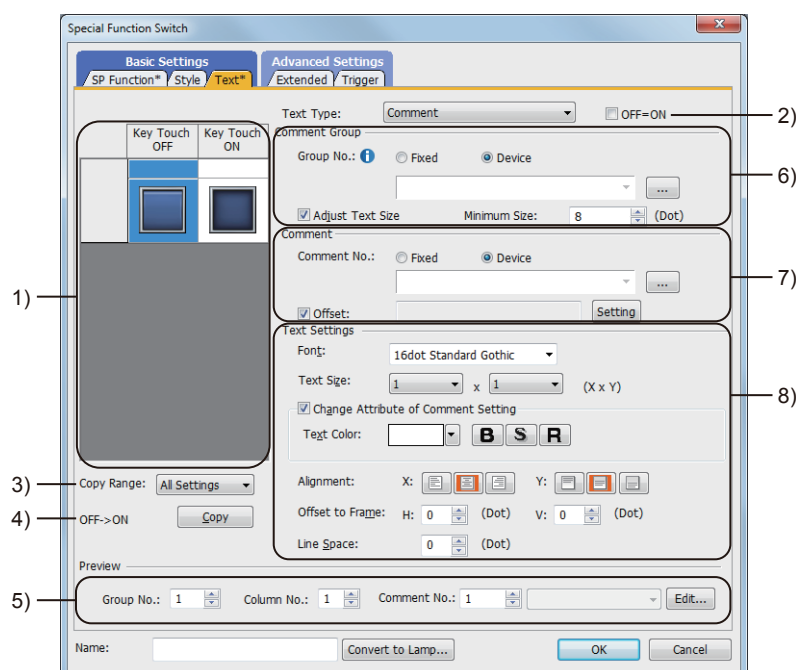 Special Function Switch
Basic Settings
Advanced Settings
SP Function* Style Text*
Extended Trigger
Text Type: Comment OFF=ON
2)
Key Touch OFF
Key Touch ON
1)
Comment Group
Group No.: Fixed Device
...
6)
Adjust Text Size Minimum Size: 8 (Dot)
Comment
Comment No.: Fixed Device
...
7)
Offset: Setting
Text Settings
Font: 16dot Standard Gothic
Text Size: 1 x 1 (X x Y)
8)
Change Attribute of Comment Setting
Text Color: B S R
Alignment: X: Y:
Offset to Frame: H: 0 (Dot) V: 0 (Dot)
Line Space: 0 (Dot)
3)
Copy Range: All Settings
4)
OFF->ON Copy
Preview
5)
Group No.: 1 Column No.: 1 Comment No.: 1 Edit...
Name: Convert to Lamp... OK Cancel